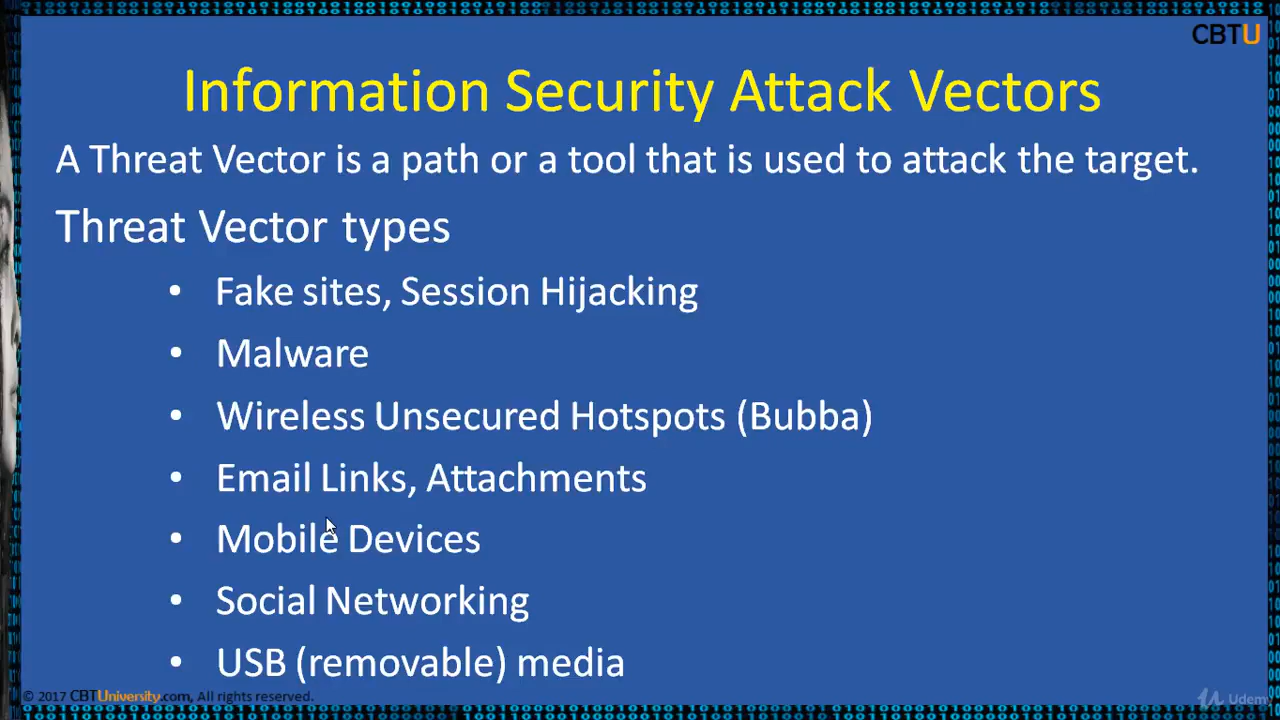 CBTU
Information Security Attack Vectors
A Threat Vector is a path or a tool that is used to attack the target.
Threat Vector types
• Fake sites, Session Hijacking
• Malware
• Wireless Unsecured Hotspots (Bubba)
• Email Links, Attachments
• Mobile Devices
• Social Networking
• USB (removable) media
© 2017 CBTUniversity.com, All rights reserved.
Udemy